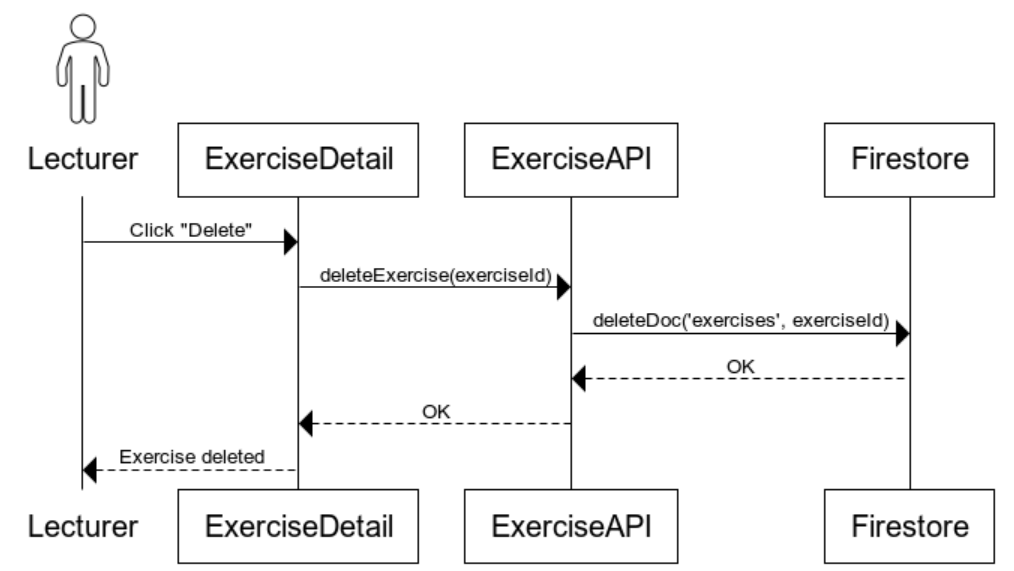 Lecturer
ExerciseDetail
ExerciseAPI
Firestore
Click "Delete"
deleteExercise(exerciseId)
deleteDoc('exercises', exerciseId)
OK
OK
Exercise deleted
Lecturer
ExerciseDetail
ExerciseAPI
Firestore